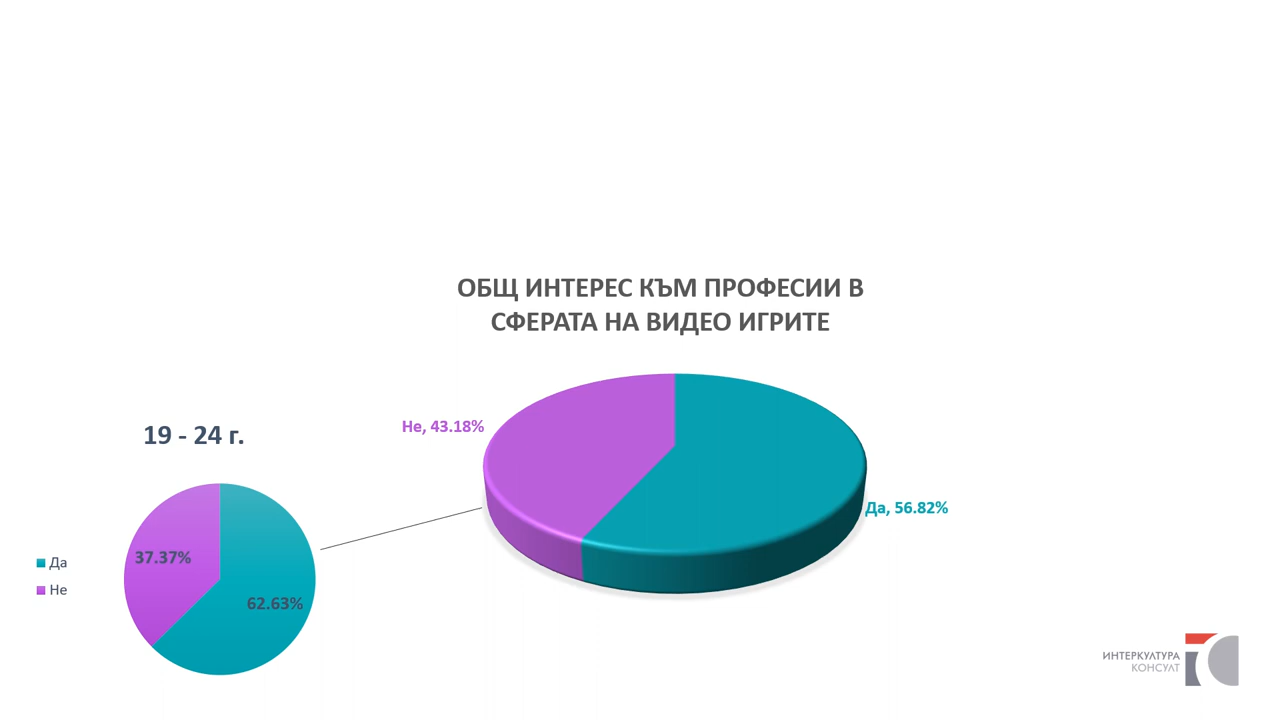 ОБЩ ИНТЕРЕС КЪМ ПРОФЕСИИ В
СФЕРАТА НА ВИДЕО ИГРИТЕ
Не, 43.18%
Да, 56.82%
19 - 24 г.
37.37%
62.63%
Да
Не
ИНТЕРКУЛТУРА
КОНСУЛТ